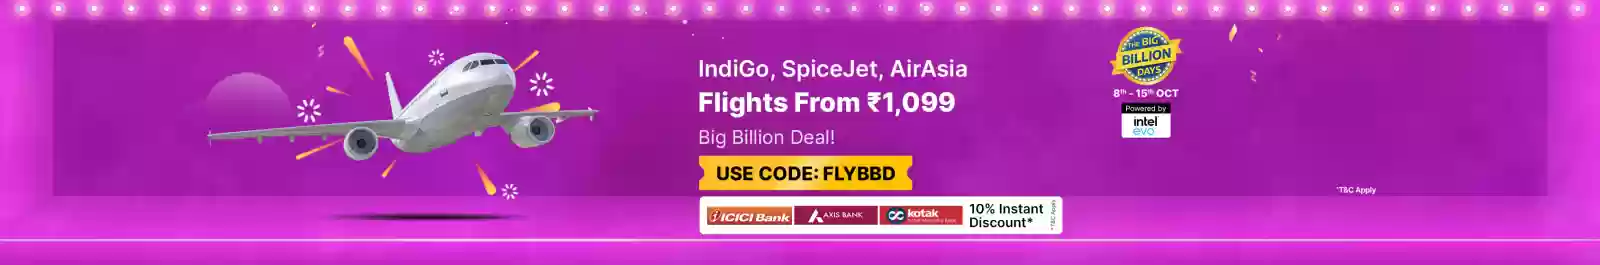 IndiGo, SpiceJet, AirAsia
Flights From ₹1,099
Big Billion Deal!
USE CODE: FLYBBD
ICICI Bank
AXIS BANK
kotak
10% Instant
Discount*
*T&C Apply
THE BIG
BILLION
DAYS
8th - 15th OCT
Powered by
intel
evo
*T&C Apply